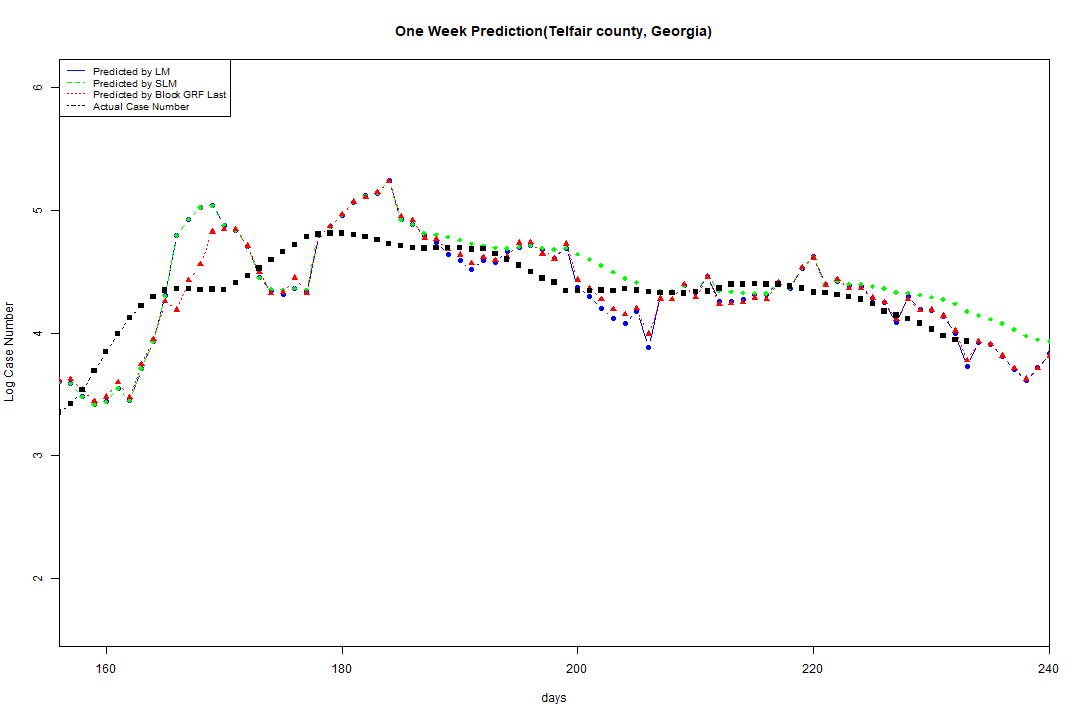 One Week Prediction(Telfair county, Georgia)
Predicted by LM
Predicted by SLM
Predicted by Block GRF Last
Actual Case Number
6
5
4
3
2
Log Case Number
160
180
200
220
240
days